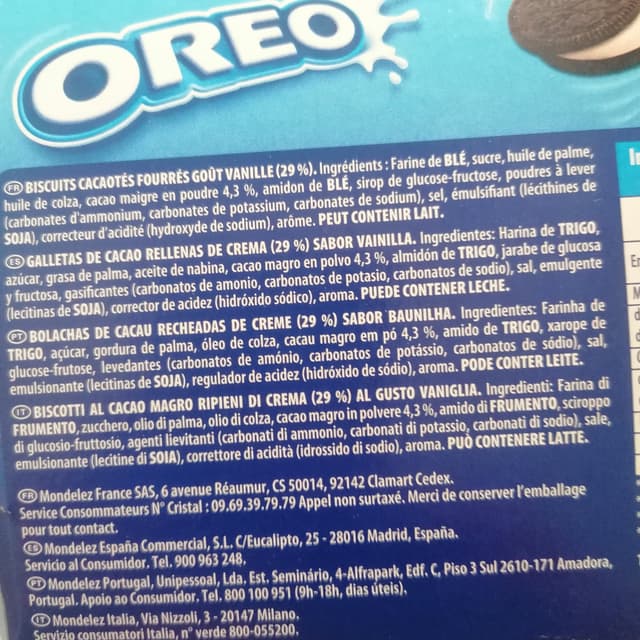 OREO
FR BISCUITS CACAOTÉS FOURRÉS GOÛT VANILLE (29 %). Ingrédients : Farine de BLÉ, sucre, huile de palme,
huile de colza, cacao maigre en poudre 4,3 %, amidon de BLÉ, sirop de glucose-fructose, poudres à lever
(carbonates d'ammonium, carbonates de potassium, carbonates de sodium), sel, émulsifiant (lécithines de
SOJA), correcteur d'acidité (hydroxyde de sodium), arôme. PEUT CONTENIR LAIT.
ES GALLETAS DE CACAO RELLENAS DE CREMA (29 %) SABOR VAINILLA. Ingredientes: Harina de TRIGO,
azúcar, grasa de palma, aceite de nabina, cacao magro en polvo 4,3 %, almidón de TRIGO, jarabe de glucosa
y fructosa, gasificantes (carbonatos de amonio, carbonatos de potasio, carbonatos de sodio), sal, emulgente
(lecitinas de SOJA), corrector de acidez (hidróxido sódico), aroma. PUEDE CONTENER LECHE.
PT BOLACHAS DE CACAU RECHEADAS DE CREME (29 %) SABOR BAUNILHA. Ingredientes: Farinha de
TRIGO, açúcar, gordura de palma, óleo de colza, cacau magro em pó 4,3 %, amido de TRIGO, xarope de
glucose-frutose, levedantes (carbonatos de amónio, carbonatos de potássio, carbonatos de sódio), sal,
emulsionante (lecitinas de SOJA), regulador de acidez (hidróxido de sódio), aroma. PODE CONTER LEITE.
IT BISCOTTI AL CACAO MAGRO RIPIENI DI CREMA (29 %) AL GUSTO VANIGLIA. Ingredienti: Farina di
FRUMENTO, zucchero, olio di palma, olio di colza, cacao magro in polvere 4,3 %, amido di FRUMENTO, sciroppo
di glucosio-fruttosio, agenti lievitanti (carbonati di ammonio, carbonati di potassio, carbonati di sodio), sale,
emulsionante (lecitine di SOIA), correttore di acidità (idrossido di sodio), aroma. PUÒ CONTENERE LATTE.
FR Mondelez France SAS, 6 avenue Réaumur, CS 50014, 92142 Clamart Cedex.
Service Consommateurs N° Cristal : 09.69.39.79.79 Appel non surtaxé. Merci de conserver l'emballage
pour tout contact.
ES Mondelez España Commercial, S.L. C/Eucalipto, 25 - 28016 Madrid, España.
Servicio al Consumidor. Tel. 900 963 248.
PT Mondelez Portugal, Unipessoal, Lda. Est. Seminário, 4-Alfrapark, Edf. C, Piso 3 Sul 2610-171 Amadora,
Portugal. Apoio ao Consumidor. Tel. 800 100 951 (9h-18h, dias úteis).
IT Mondelez Italia, Via Nizzoli, 3 - 20147 Milano.
Servizio consumatori Italia, n° verde 800-055200.